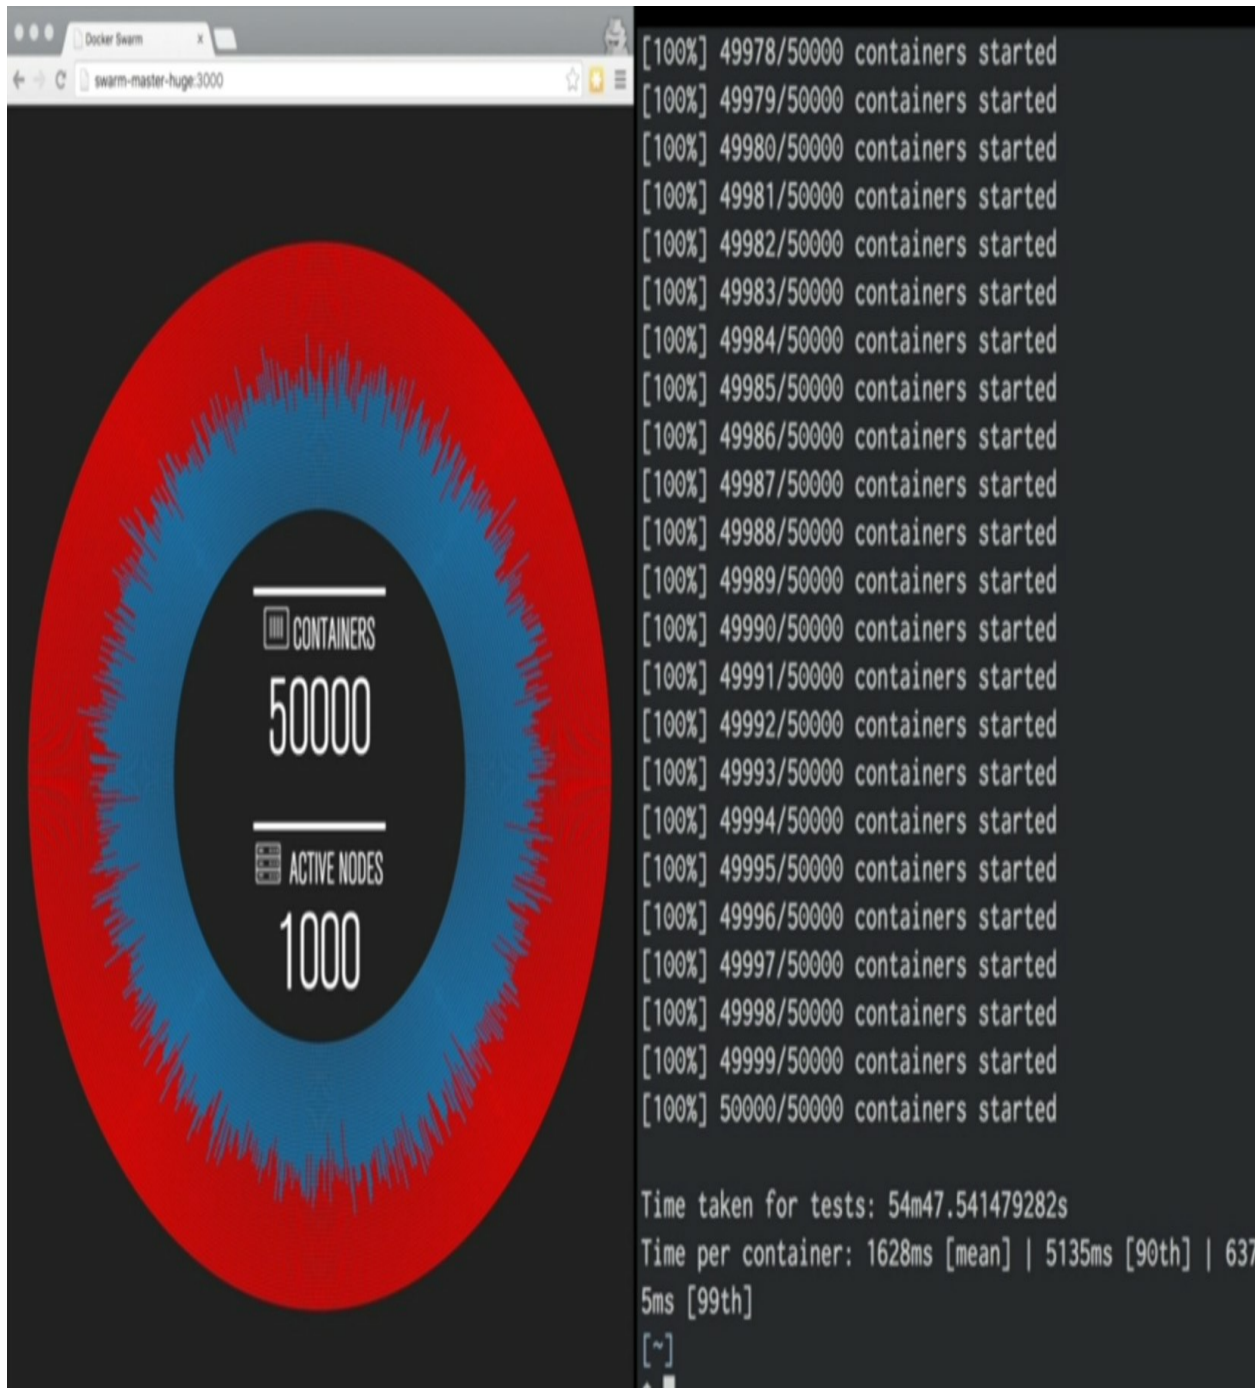 Docker Swarm x
swarm-master-huge:3000
CONTAINERS
50000
ACTIVE NODES
1000
[100%] 49978/50000 containers started
[100%] 49979/50000 containers started
[100%] 49980/50000 containers started
[100%] 49981/50000 containers started
[100%] 49982/50000 containers started
[100%] 49983/50000 containers started
[100%] 49984/50000 containers started
[100%] 49985/50000 containers started
[100%] 49986/50000 containers started
[100%] 49987/50000 containers started
[100%] 49988/50000 containers started
[100%] 49989/50000 containers started
[100%] 49990/50000 containers started
[100%] 49991/50000 containers started
[100%] 49992/50000 containers started
[100%] 49993/50000 containers started
[100%] 49994/50000 containers started
[100%] 49995/50000 containers started
[100%] 49996/50000 containers started
[100%] 49997/50000 containers started
[100%] 49998/50000 containers started
[100%] 49999/50000 containers started
[100%] 50000/50000 containers started
Time taken for tests: 54m47.541479282s
Time per container: 1628ms [mean] | 5135ms [90th] | 637
5ms [99th]
[~]